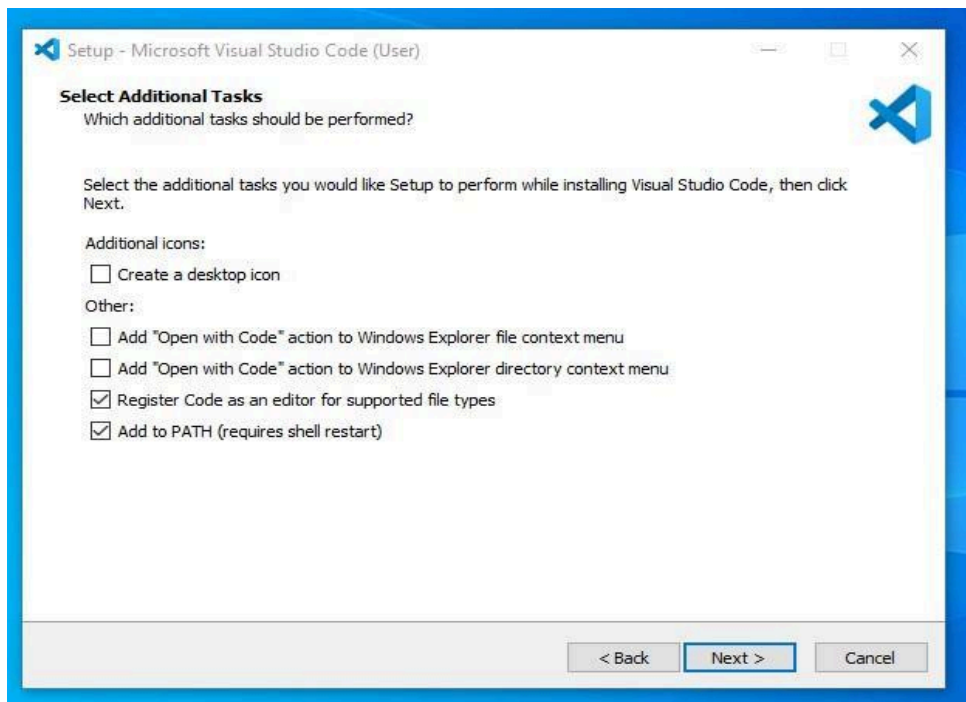 Setup - Microsoft Visual Studio Code (User)
Select Additional Tasks
Which additional tasks should be performed?
Select the additional tasks you would like Setup to perform while installing Visual Studio Code, then click
Next.
Additional icons:
Create a desktop icon
Other:
Add "Open with Code" action to Windows Explorer file context menu
Add "Open with Code" action to Windows Explorer directory context menu
Register Code as an editor for supported file types
Add to PATH (requires shell restart)
< Back Next > Cancel